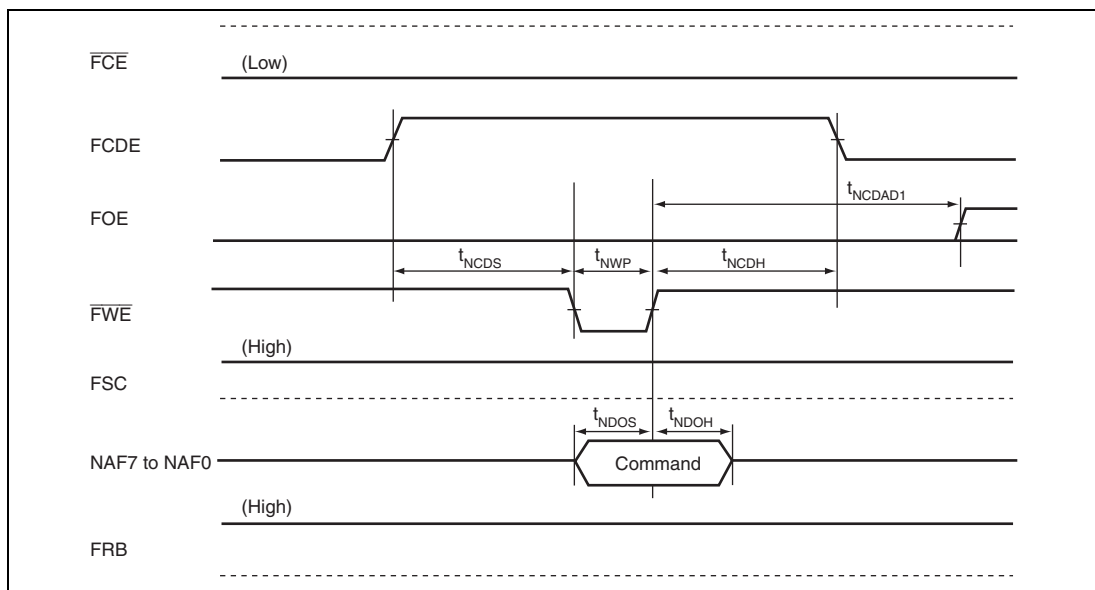 FCE
(Low)
FCDE
tNCDAD1
FOE
tNCDS
tNWP
tNCDH
FWE
(High)
FSC
tNDOS
tNDOH
NAF7 to NAF0
Command
(High)
FRB